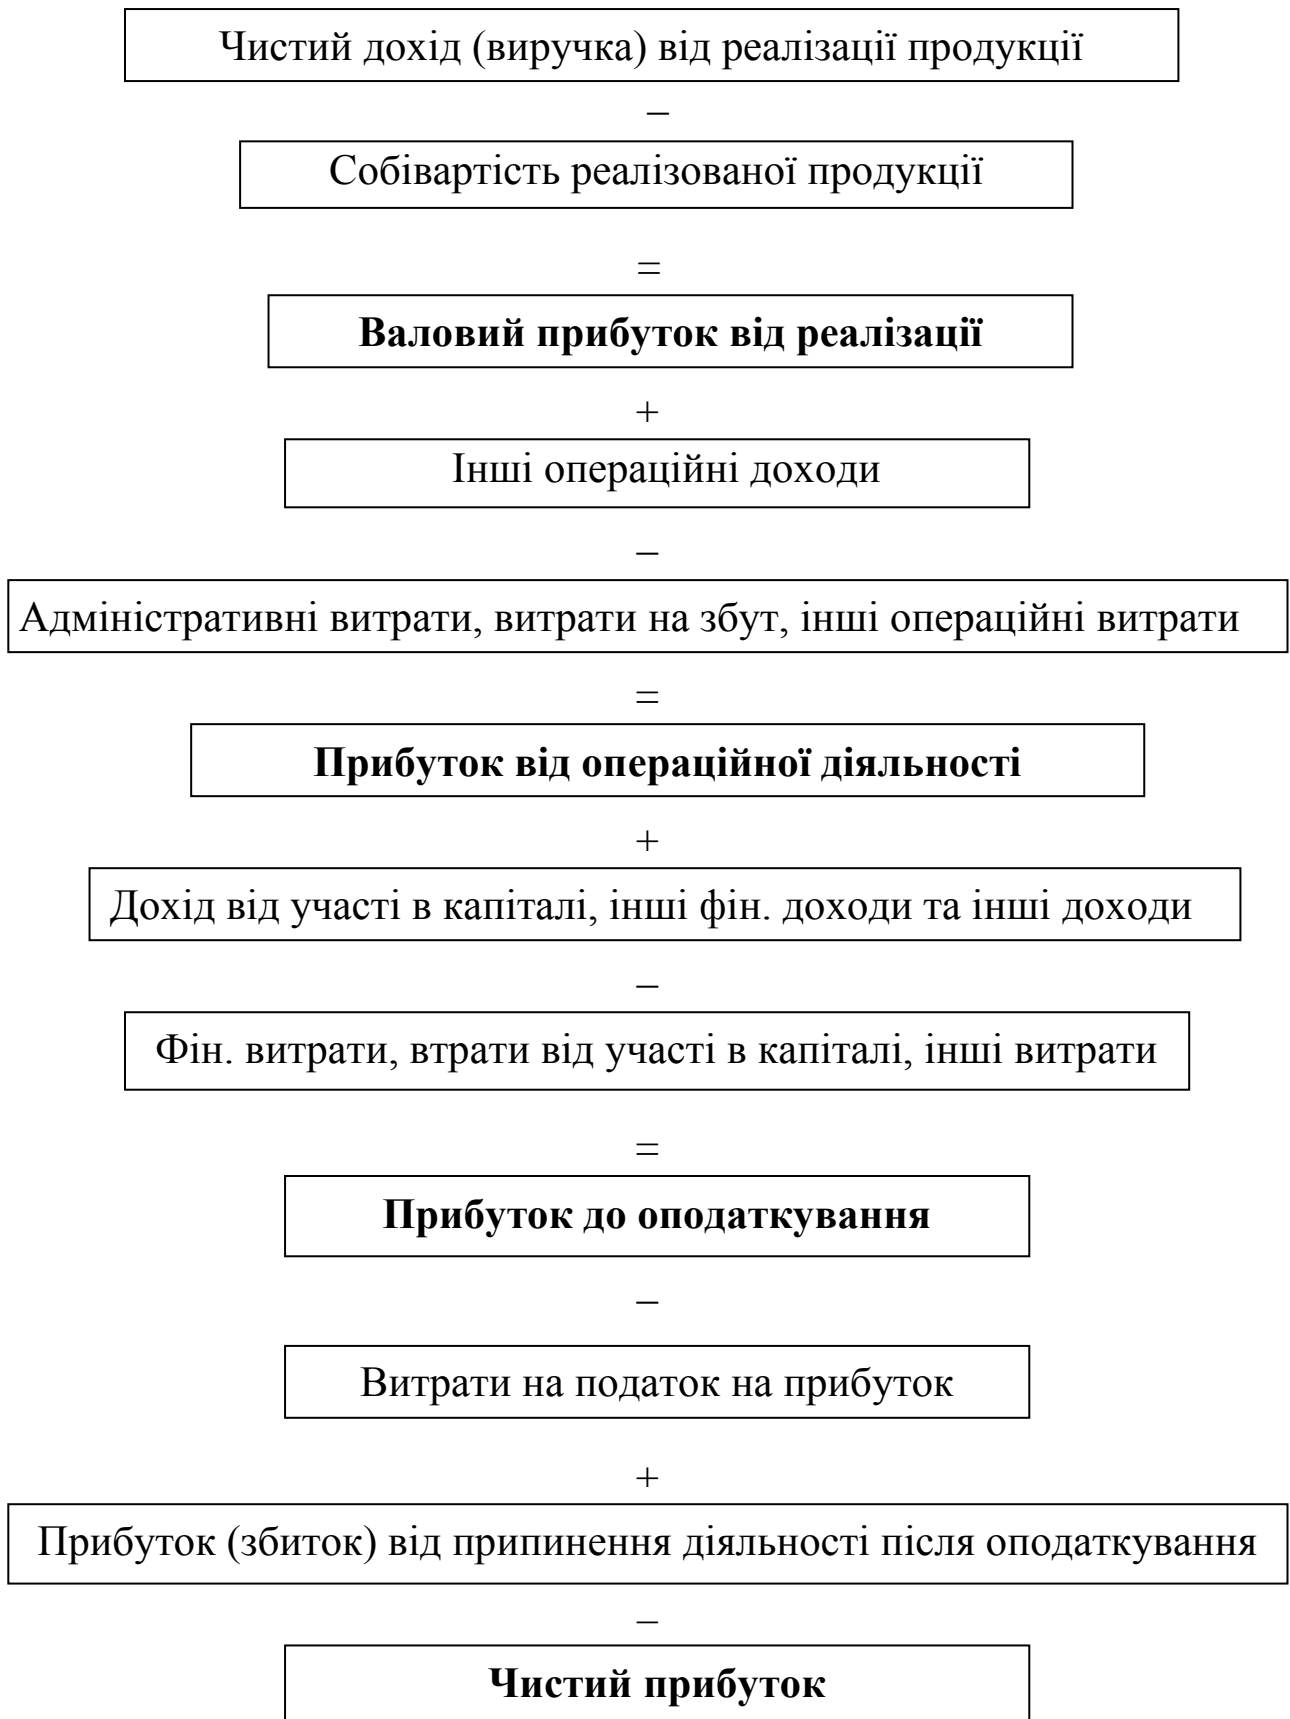 Чистий дохід (виручка) від реалізації продукції
–
Собівартість реалізованої продукції
=
Валовий прибуток від реалізації
+
Інші операційні доходи
–
Адміністративні витрати, витрати на збут, інші операційні витрати
=
Прибуток від операційної діяльності
+
Дохід від участі в капіталі, інші фін. доходи та інші доходи
–
Фін. витрати, втрати від участі в капіталі, інші витрати
=
Прибуток до оподаткування
–
Витрати на податок на прибуток
+
Прибуток (збиток) від припинення діяльності після оподаткування
–
Чистий прибуток